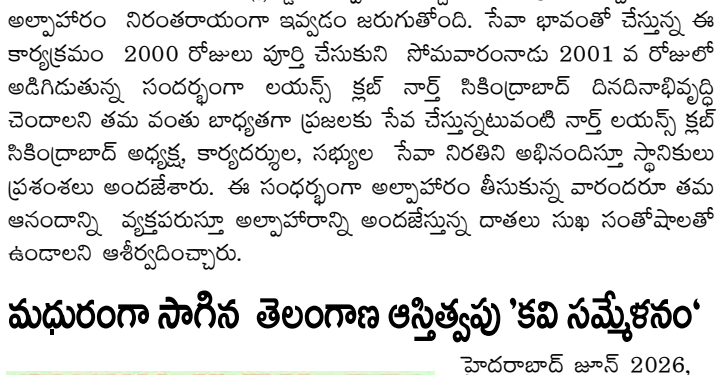 అల్పాహారం నిరంతరాయంగా ఇవ్వడం జరుగుతోంది. సేవా భావంతో చేస్తున్న ఈ
కార్యక్రమం 2000 రోజులు పూర్తి చేసుకుని సోమవారంనాడు 2001 వ రోజులో
అడిగిడుతున్న సందర్భంగా లయన్స్ క్లబ్ నార్త్ సికింద్రాబాద్ దినదినాభివృద్ధి
చెందాలని తమ వంతు బాధ్యతగా ప్రజలకు సేవ చేస్తున్నటువంటి నార్త్ లయన్స్ క్లబ్
సికింద్రాబాద్ అధ్యక్ష, కార్యదర్శుల, సభ్యుల సేవా నిరతిని అభినందిస్తూ స్థానికులు
ప్రశంశలు అందజేశారు. ఈ సంధర్భంగా అల్పాహారం తీసుకున్న వారందరూ తమ
ఆనందాన్ని వ్యక్తపరుస్తూ అల్పాహారాన్ని అందజేస్తున్న దాతలు సుఖ సంతోషాలతో
ఉండాలని ఆశీర్వదించ్చారు.
మధురంగా సాగిన తెలంగాణ ఆస్తిత్వపు 'కవి సమ్మేళనం'
హైదరాబాద్ జూన్ 2026,